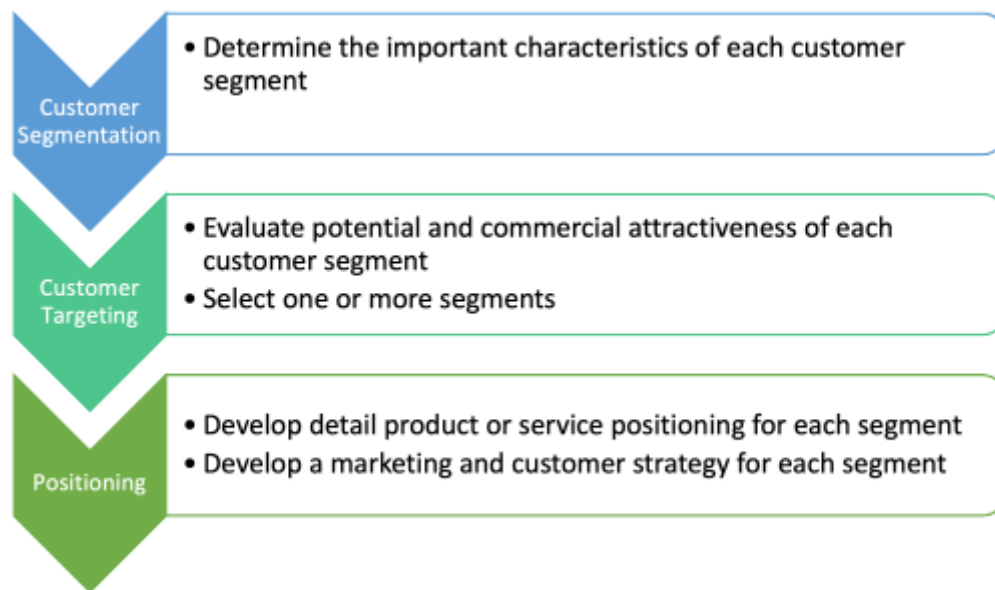 Customer
Segmentation
• Determine the important characteristics of each customer
segment
Customer
Targeting
• Evaluate potential and commercial attractiveness of each
customer segment
• Select one or more segments
Positioning
• Develop detail product or service positioning for each segment
• Develop a marketing and customer strategy for each segment